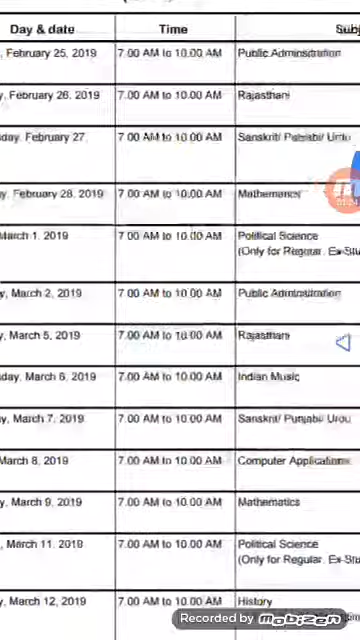 Day & date Time
, February 25, 2019 7.00 AM to 10.00 AM Public Administration
y, February 26, 2019 7.00 AM to 10.00 AM Rajasthani
day, February 27, 7.00 AM to 10.00 AM Sanskrit/ Punjabi/ Urdu
y, February 28, 2019 7.00 AM to 10.00 AM Mathematics
March 1, 2019 7.00 AM to 10.00 AM Political Science
(Only for Regular, Ex-Stu
y, March 2, 2019 7.00 AM to 10.00 AM Public Administration
y, March 5, 2019 7.00 AM to 10.00 AM Rajasthani
day, March 6, 2019 7.00 AM to 10.00 AM Indian Music
y, March 7, 2019 7.00 AM to 10.00 AM Sanskrit/ Punjabi/ Urdu
March 8, 2019 7.00 AM to 10.00 AM Computer Applications
y, March 9, 2019 7.00 AM to 10.00 AM Mathematics
, March 11, 2019 7.00 AM to 10.00 AM Political Science
(Only for Regular, Ex-Stu
y, March 12, 2019 7.00 AM to 10.00 AM History
Recorded by mobizen